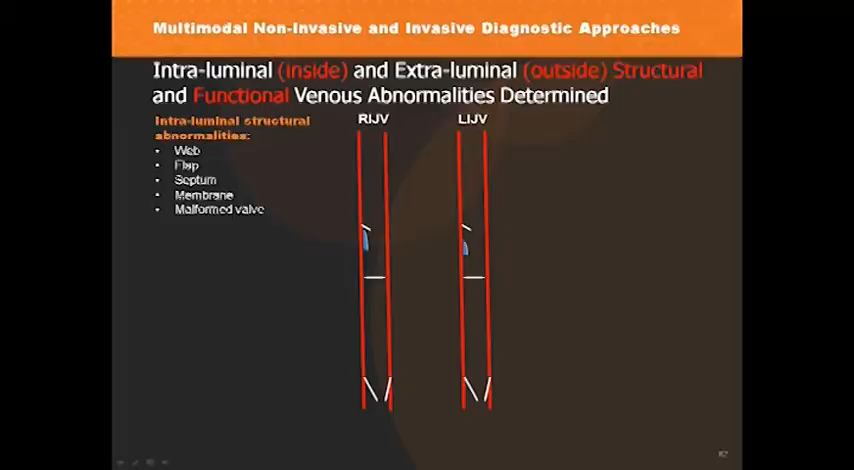 Multimodal Non-Invasive and Invasive Diagnostic Approaches
Intra-luminal (inside) and Extra-luminal (outside) Structural
and Functional Venous Abnormalities Determined
Intra-luminal structural
abnormalities:
• Web
• Flap
• Septum
• Membrane
• Malformed valve
RIJV
LIJV